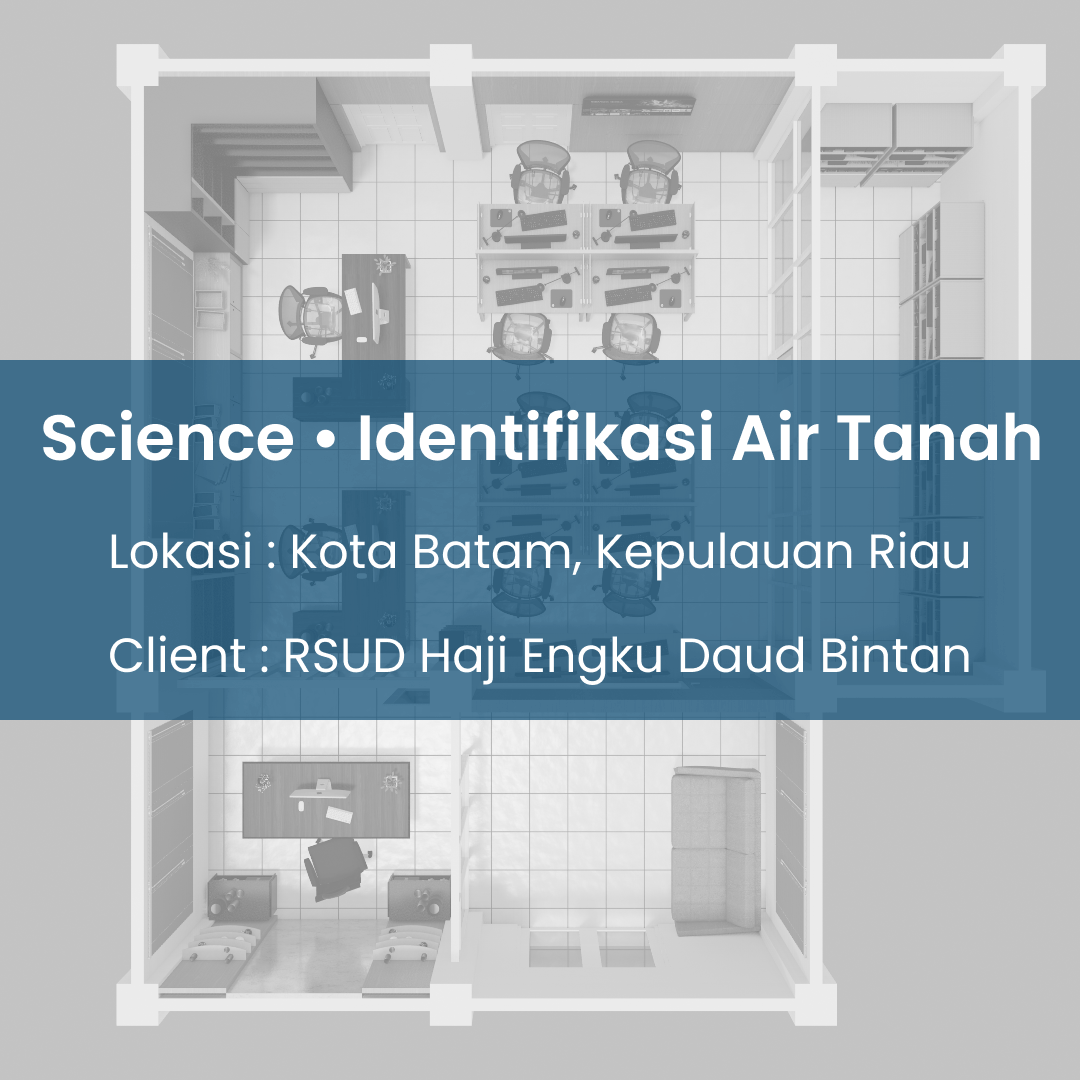 Science • Identifikasi Air Tanah
Lokasi : Kota Batam, Kepulauan Riau
Client : RSUD Haji Engku Daud Bintan